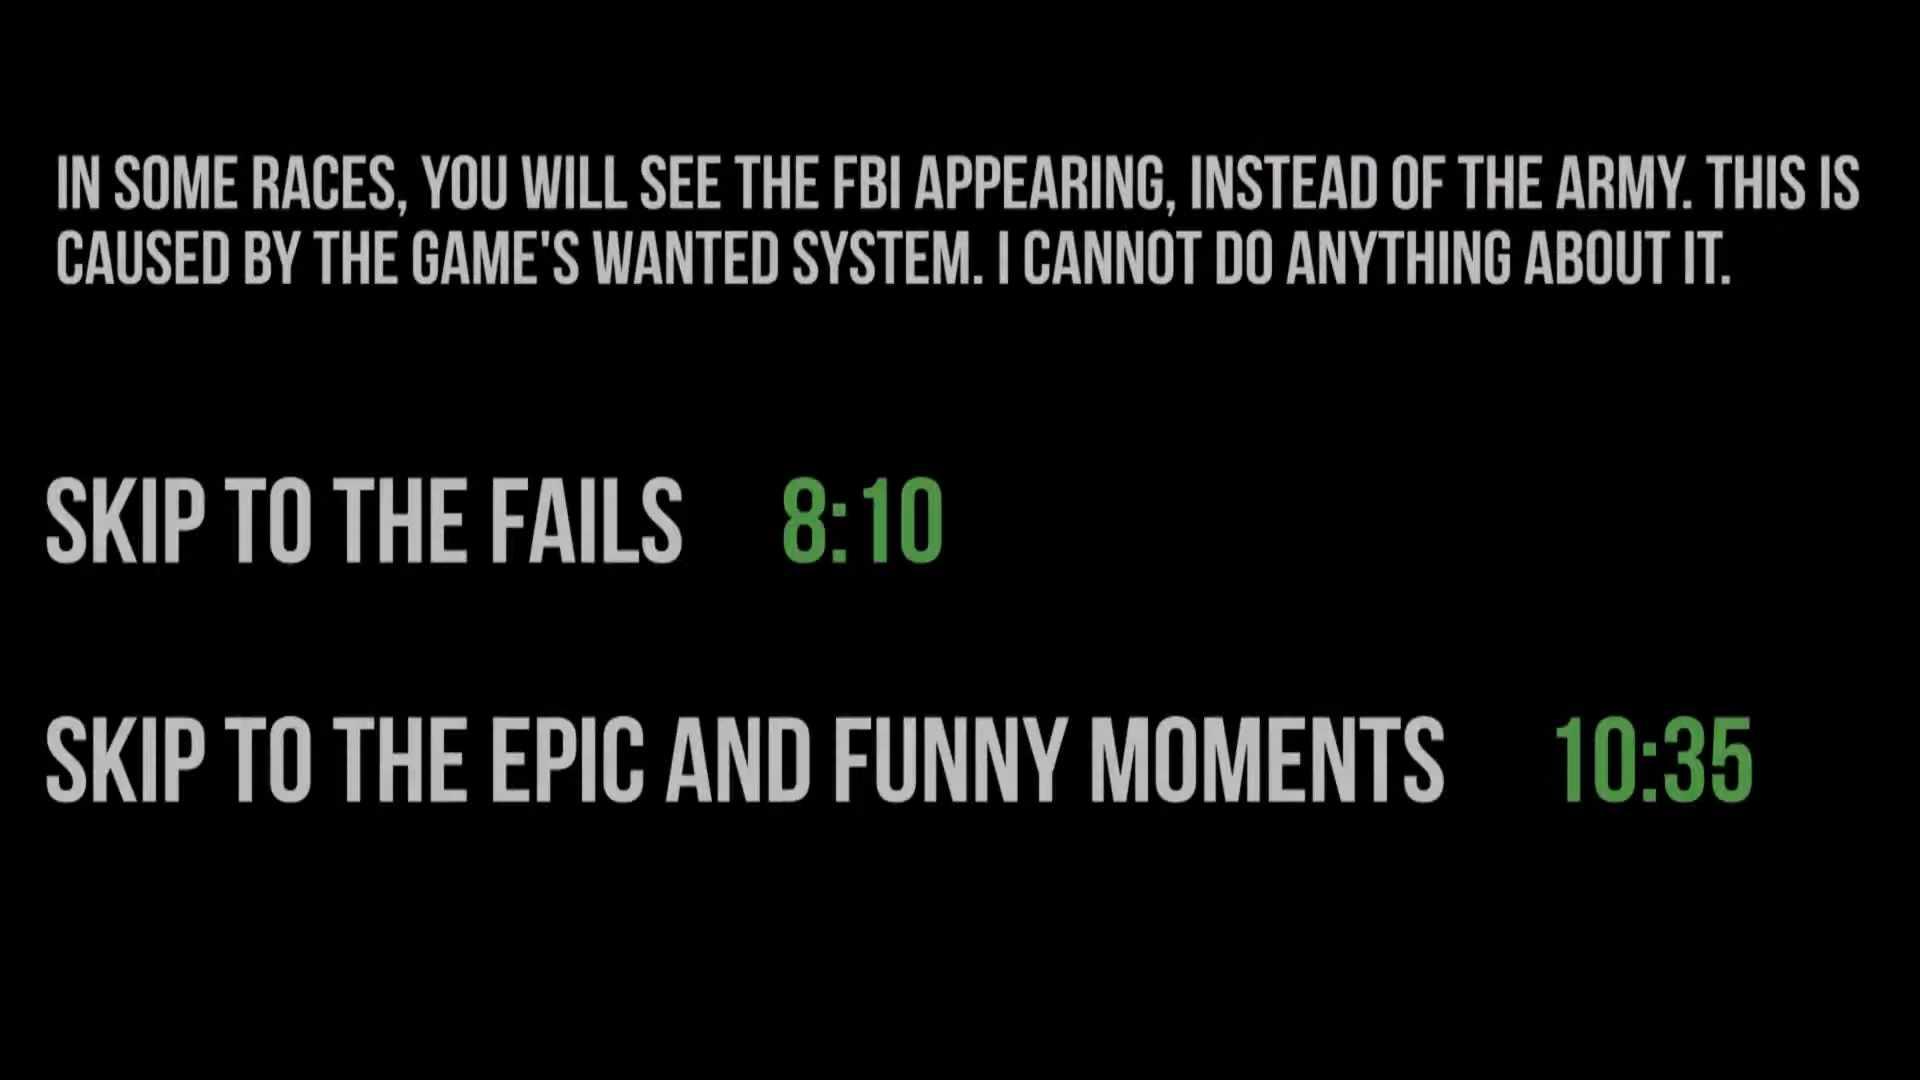 IN SOME RACES, YOU WILL SEE THE FBI APPEARING, INSTEAD OF THE ARMY. THIS IS
CAUSED BY THE GAME'S WANTED SYSTEM. I CANNOT DO ANYTHING ABOUT IT.
SKIP TO THE FAILS 8:10
SKIP TO THE EPIC AND FUNNY MOMENTS 10:35